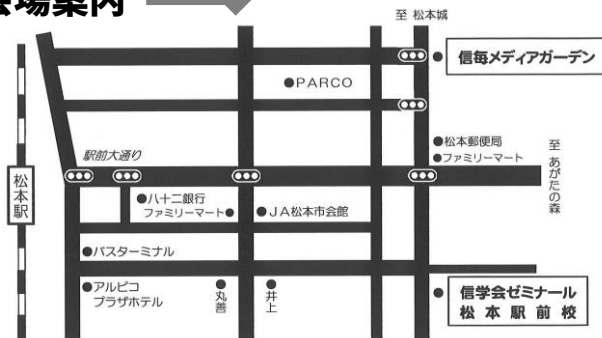 会場案内
至 松本城
信毎メディアガーデン
●PARCO
●松本郵便局
●ファミリーマート
至 あがたの森
駅前大通り
松本駅
●八十二銀行
ファミリーマート●
●JA松本市会館
●バスターミナル
●アルピコ
プラザホテル
丸善
井上
信学会ゼミナール
松本駅前校